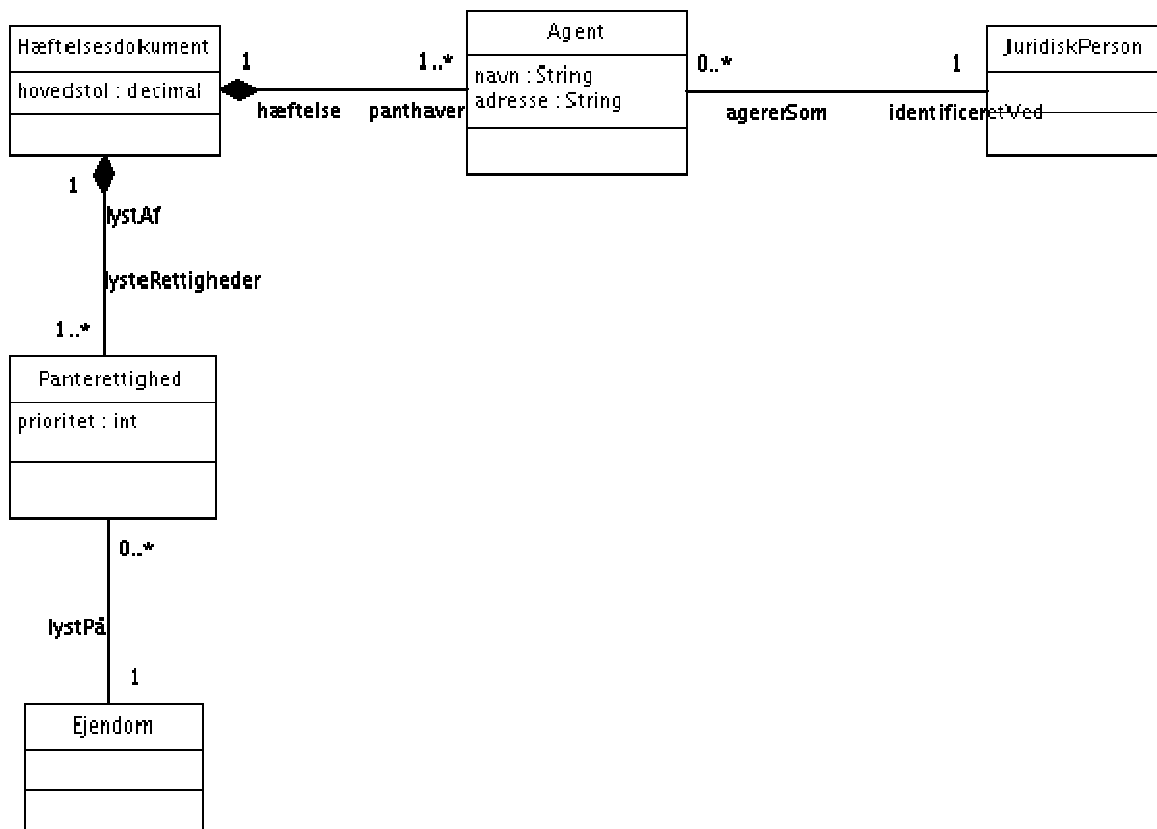 Hæftelsesdokument
hovedstol : decimal
1
hæftelse
1..*
panthaver
Agent
navn : String
adresse : String
0..*
agererSom
1
identificeretVed
JuridiskPerson
1
lystAf
lysteRettigheder
1..*
Panterettighed
prioritet : int
0..*
lystPå
1
Ejendom